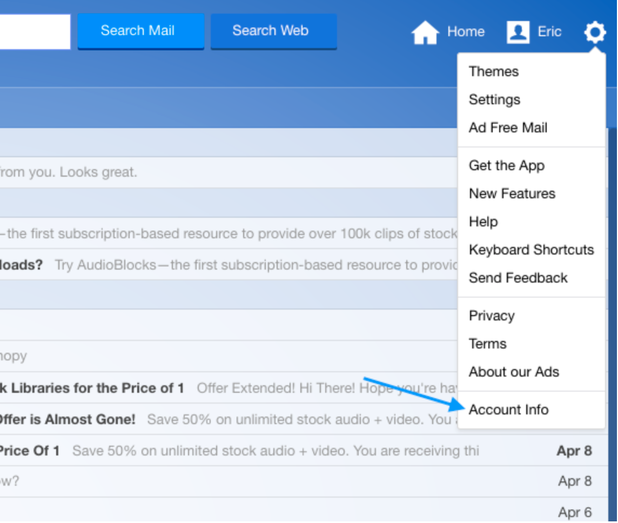 Search Mail Search Web Home Eric
Themes
Settings
Ad Free Mail
Get the App
from you. Looks great.
New Features
Help
—the first subscription-based resource to provide over 100k clips of stock
Keyboard Shortcuts
loads? Try AudioBlocks—the first subscription-based resource to provic
Send Feedback
Privacy
Terms
About our Ads
k Libraries for the Price of 1 Offer Extended! Hi There! Hope you're ha
Account Info
Offer is Almost Gone! Save 50% on unlimited stock audio + video. You
Price Of 1 Save 50% on unlimited stock audio + video. You are receiving thi Apr 8
ow? Apr 8
Apr 6